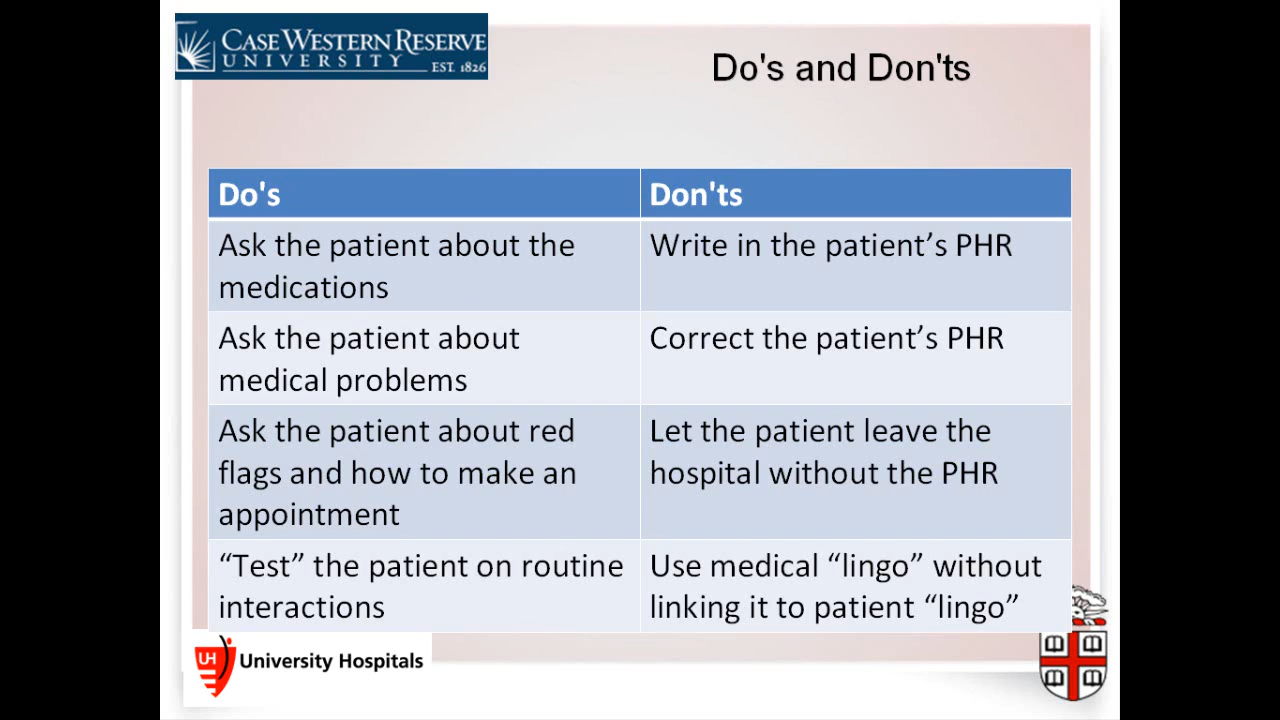 CASE WESTERN RESERVE
UNIVERSITY
EST. 1826
Do's and Don'ts
Do's
Don'ts
Ask the patient about the
medications
Write in the patient’s PHR
Ask the patient about
medical problems
Correct the patient’s PHR
Ask the patient about red
flags and how to make an
appointment
Let the patient leave the
hospital without the PHR
“Test” the patient on routine
interactions
Use medical “lingo” without
linking it to patient “lingo”
UH
University Hospitals